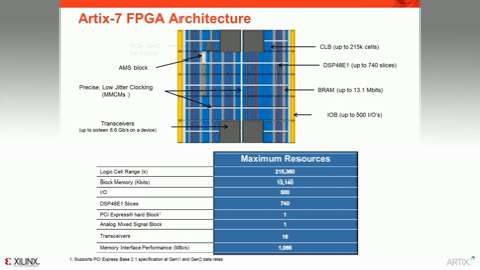 Artix-7 FPGA Architecture
CLB (up to 215k cells)
AMS block
DSP48E1 (up to 740 slices)
Precise, Low Jitter Clocking
(MMCMs )
BRAM (up to 13.1 Mbits)
Transceivers
(up to sixteen 6.6 Gb/s on a device)
IOB (up to 500 I/O's)
Maximum Resources
Logic Cell Range (k)
215,360
Block Memory (Kbits)
13,140
I/O
500
DSP48E1 Slices
740
PCI Express® hard Block¹
1
Analog Mixed Signal Block
1
Transceivers
16
Memory Interface Performance (Mb/s)
1,066
1. Supports PCI Express Base 2.1 specification at Gen1 and Gen2 data rates.
XILINX
ARTIX